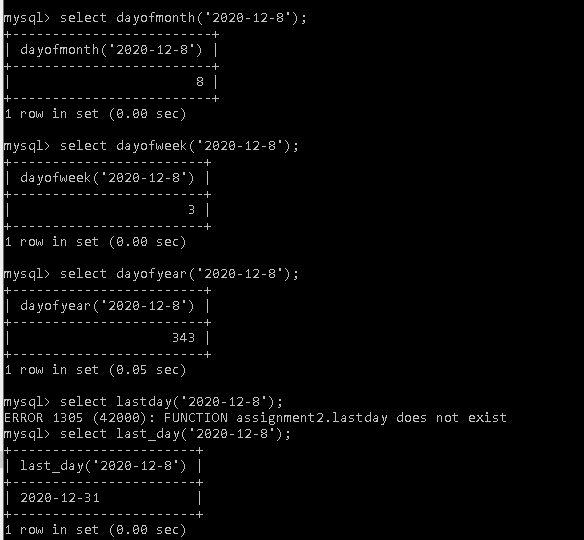 mysql> select dayofmonth('2020-12-8');
+--------------------------+
| dayofmonth('2020-12-8') |
+--------------------------+
| 8 |
+--------------------------+
1 row in set (0.00 sec)
mysql> select dayofweek('2020-12-8');
+-------------------------+
| dayofweek('2020-12-8') |
+-------------------------+
| 3 |
+-------------------------+
1 row in set (0.00 sec)
mysql> select dayofyear('2020-12-8');
+-------------------------+
| dayofyear('2020-12-8') |
+-------------------------+
| 343 |
+-------------------------+
1 row in set (0.05 sec)
mysql> select lastday('2020-12-8');
ERROR 1305 (42000): FUNCTION assignment2.lastday does not exist
mysql> select last_day('2020-12-8');
+------------------------+
| last_day('2020-12-8') |
+------------------------+
| 2020-12-31 |
+------------------------+
1 row in set (0.00 sec)